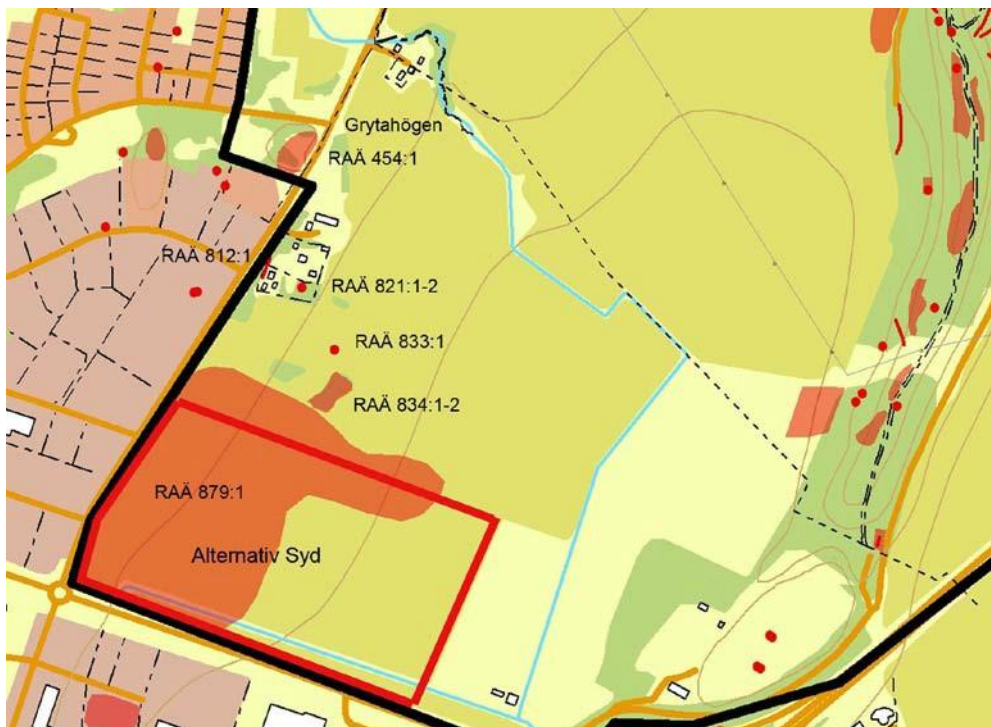 Grytahögen
RAÄ 454:1
RAÄ 812:1
RAÄ 821:1-2
RAÄ 833:1
RAÄ 834:1-2
RAÄ 879:1
Alternativ Syd